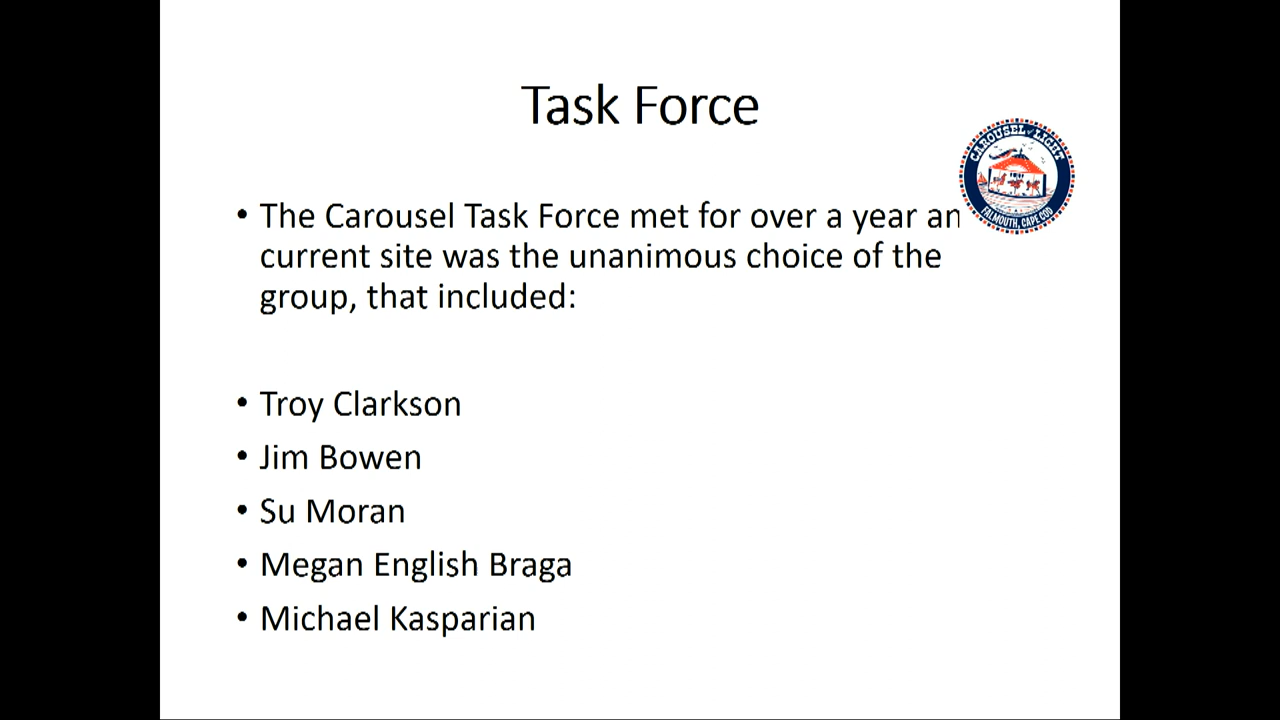 Task Force
CAROUSEL of LIGHT
FALMOUTH, CAPE COD
• The Carousel Task Force met for over a year an
current site was the unanimous choice of the
group, that included:
• Troy Clarkson
• Jim Bowen
• Su Moran
• Megan English Braga
• Michael Kasparian